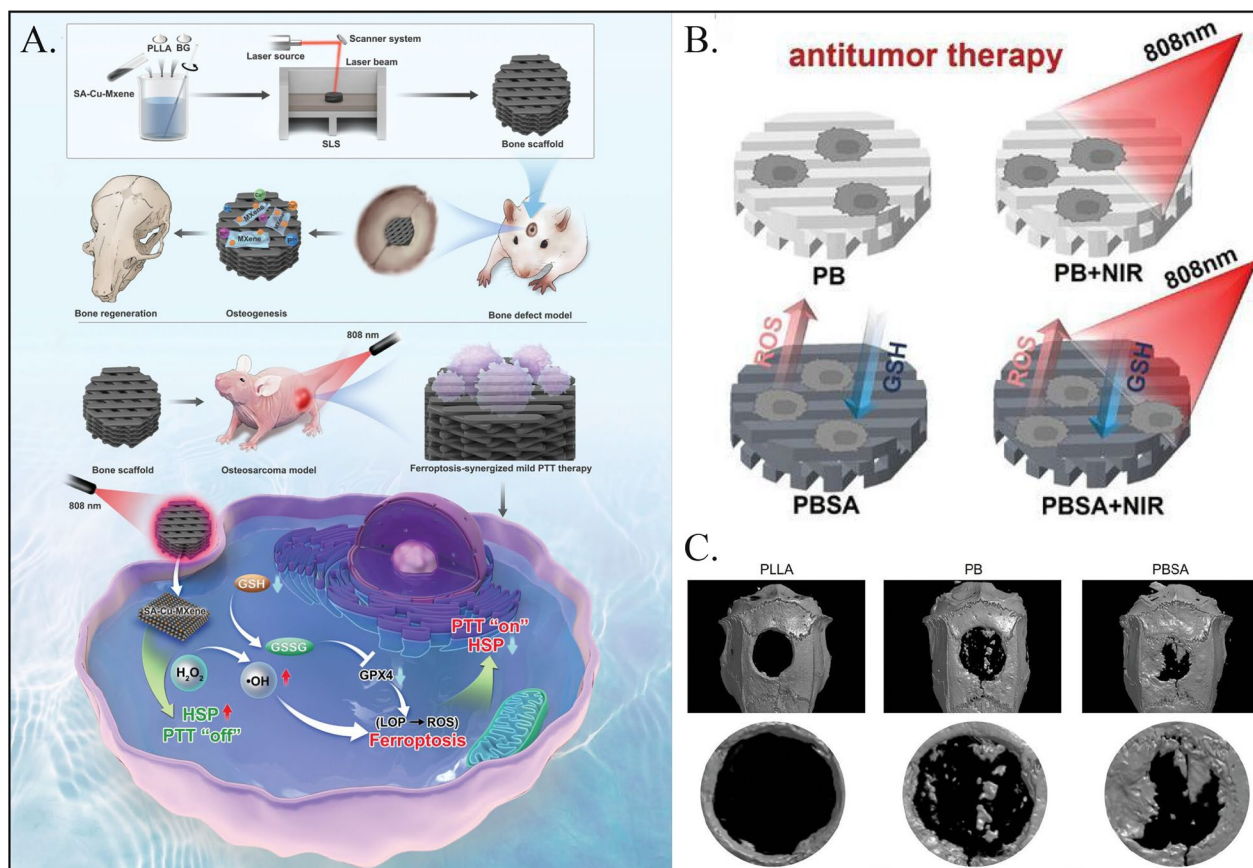 A.
PLLA BG
SA-Cu-Mxene
Laser source
Scanner system
Laser beam
SLS
Bone scaffold
MXene
MXene
Bone regeneration
Osteogenesis
Bone defect model
808 nm
Bone scaffold
Osteosarcoma model
Ferroptosis-synergized mild PTT therapy
808 nm
SA-Cu-MXene
GSH
GSSG
H2O2
•OH
GPX4
PTT "on"
HSP
HSP
PTT "off"
(LOP → ROS)
Ferroptosis
B.
antitumor therapy
808nm
PB
PB+NIR
808nm
ROS
GSH
ROS
GSH
PBSA
PBSA+NIR
C.
PLLA
PB
PBSA